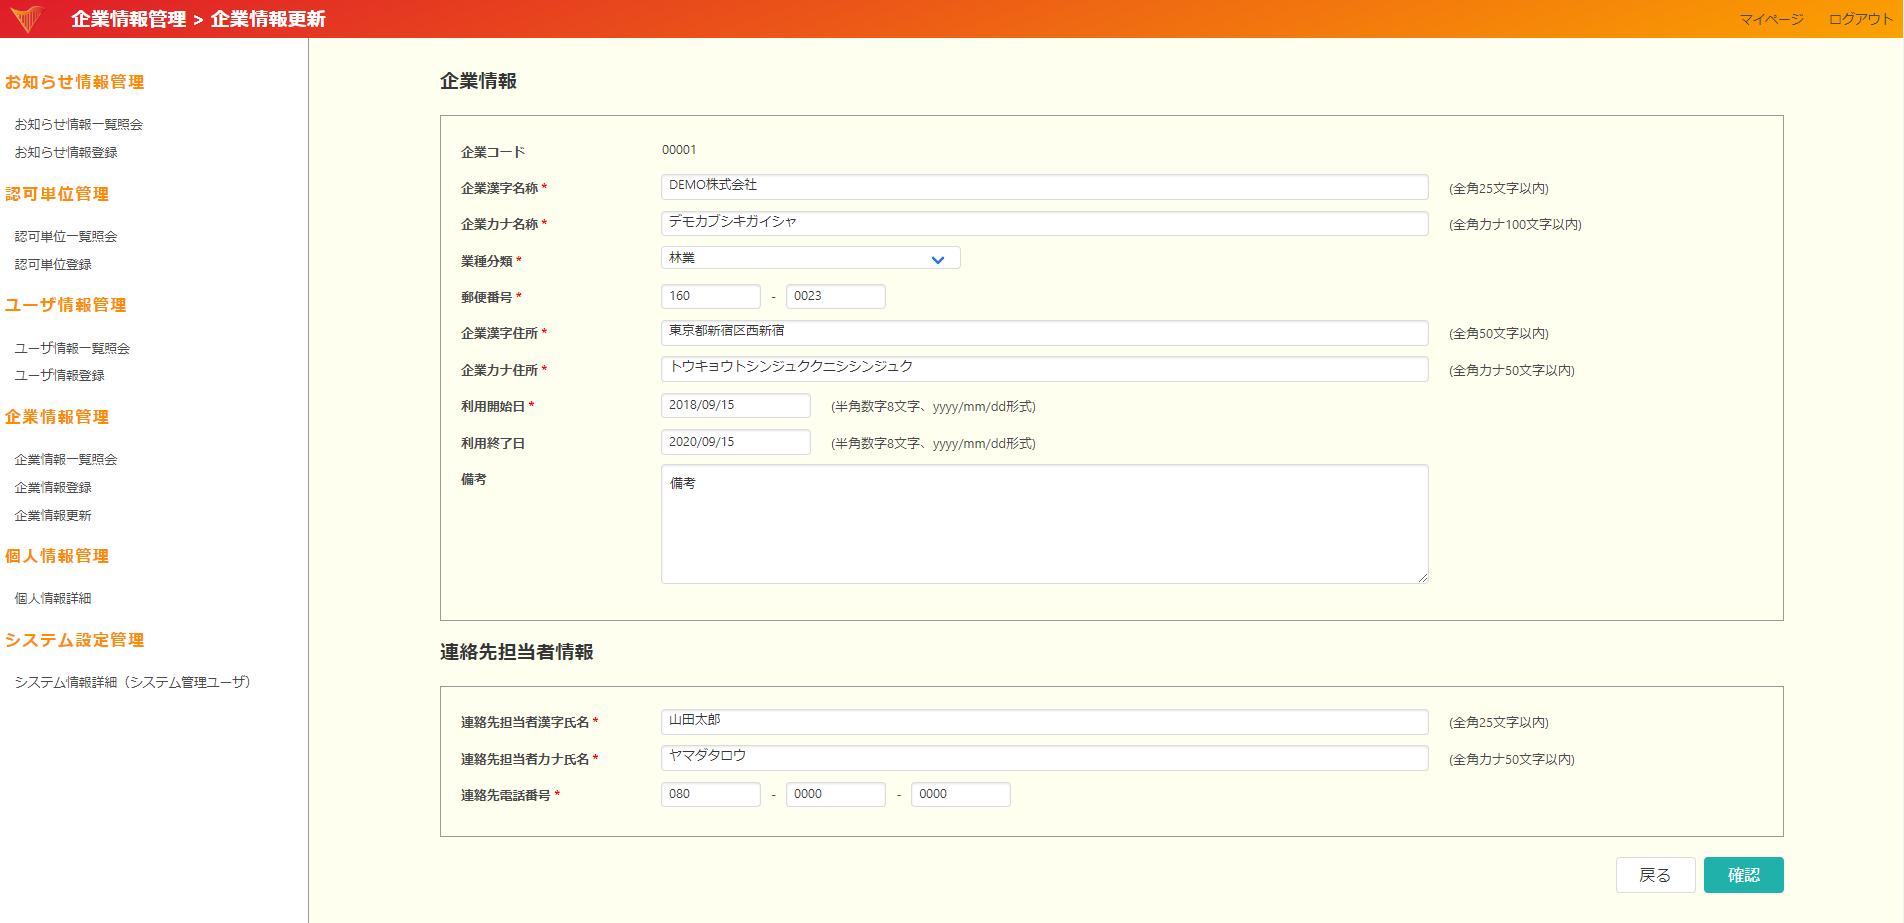 企業情報管理 > 企業情報更新
マイページ
ログアウト
お知らせ情報管理
お知らせ情報一覧照会
お知らせ情報登録
認可単位管理
認可単位一覧照会
認可単位登録
ユーザ情報管理
ユーザ情報一覧照会
ユーザ情報登録
企業情報管理
企業情報一覧照会
企業情報登録
企業情報更新
個人情報管理
個人情報詳細
システム設定管理
システム情報詳細（システム管理ユーザ）
企業情報
企業コード 00001
企業漢字名称 * DEMO株式会社 (全角25文字以内)
企業カナ名称 * デモカブシキガイシャ (全角カナ100文字以内)
業種分類 * 林業
郵便番号 * 160 - 0023
企業漢字住所 * 東京都新宿区西新宿 (全角50文字以内)
企業カナ住所 * トウキョウトシンジュククニシシンジュク (全角カナ50文字以内)
利用開始日 * 2018/09/15 (半角数字8文字、yyyy/mm/dd形式)
利用終了日 2020/09/15 (半角数字8文字、yyyy/mm/dd形式)
備考 備考
連絡先担当者情報
連絡先担当者漢字氏名 * 山田太郎 (全角25文字以内)
連絡先担当者カナ氏名 * ヤマダタロウ (全角カナ50文字以内)
連絡先電話番号 * 080 - 0000 - 0000
戻る 確認